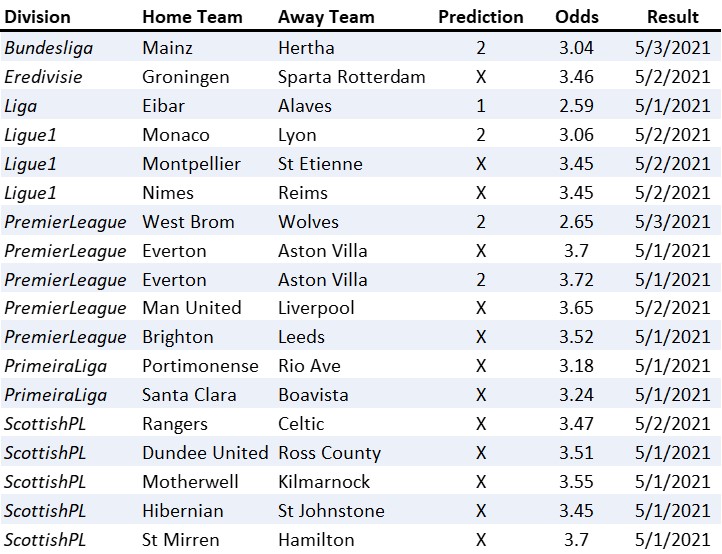 Division Home Team Away Team Prediction Odds Result
Bundesliga Mainz Hertha 2 3.04 5/3/2021
Eredivisie Groningen Sparta Rotterdam X 3.46 5/2/2021
Liga Eibar Alaves 1 2.59 5/1/2021
Ligue1 Monaco Lyon 2 3.06 5/2/2021
Ligue1 Montpellier St Etienne X 3.45 5/2/2021
Ligue1 Nimes Reims X 3.45 5/2/2021
PremierLeague West Brom Wolves 2 2.65 5/3/2021
PremierLeague Everton Aston Villa X 3.7 5/1/2021
PremierLeague Everton Aston Villa 2 3.72 5/1/2021
PremierLeague Man United Liverpool X 3.65 5/2/2021
PremierLeague Brighton Leeds X 3.52 5/1/2021
PrimeiraLiga Portimonense Rio Ave X 3.18 5/1/2021
PrimeiraLiga Santa Clara Boavista X 3.24 5/1/2021
ScottishPL Rangers Celtic X 3.47 5/2/2021
ScottishPL Dundee United Ross County X 3.51 5/1/2021
ScottishPL Motherwell Kilmarnock X 3.55 5/1/2021
ScottishPL Hibernian St Johnstone X 3.45 5/1/2021
ScottishPL St Mirren Hamilton X 3.7 5/1/2021